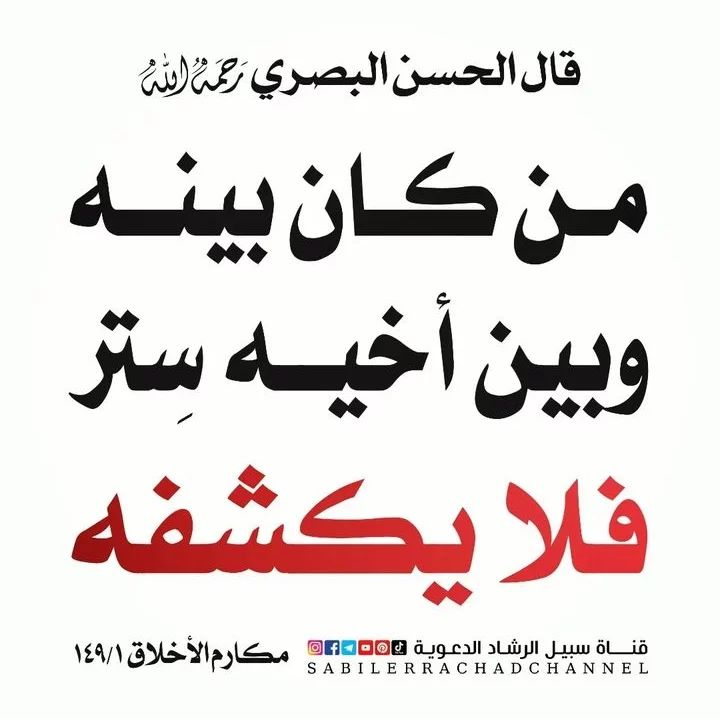 قال الحسن البصري رَحِمَهُ اللهُ
من كان بينه
وبين أخيه سِتر
فلا يكشفه
قناة سبيل الرشاد الدعوية
SABILERRACHADCHANNEL
مكارم الأخلاق ١٤٩/١